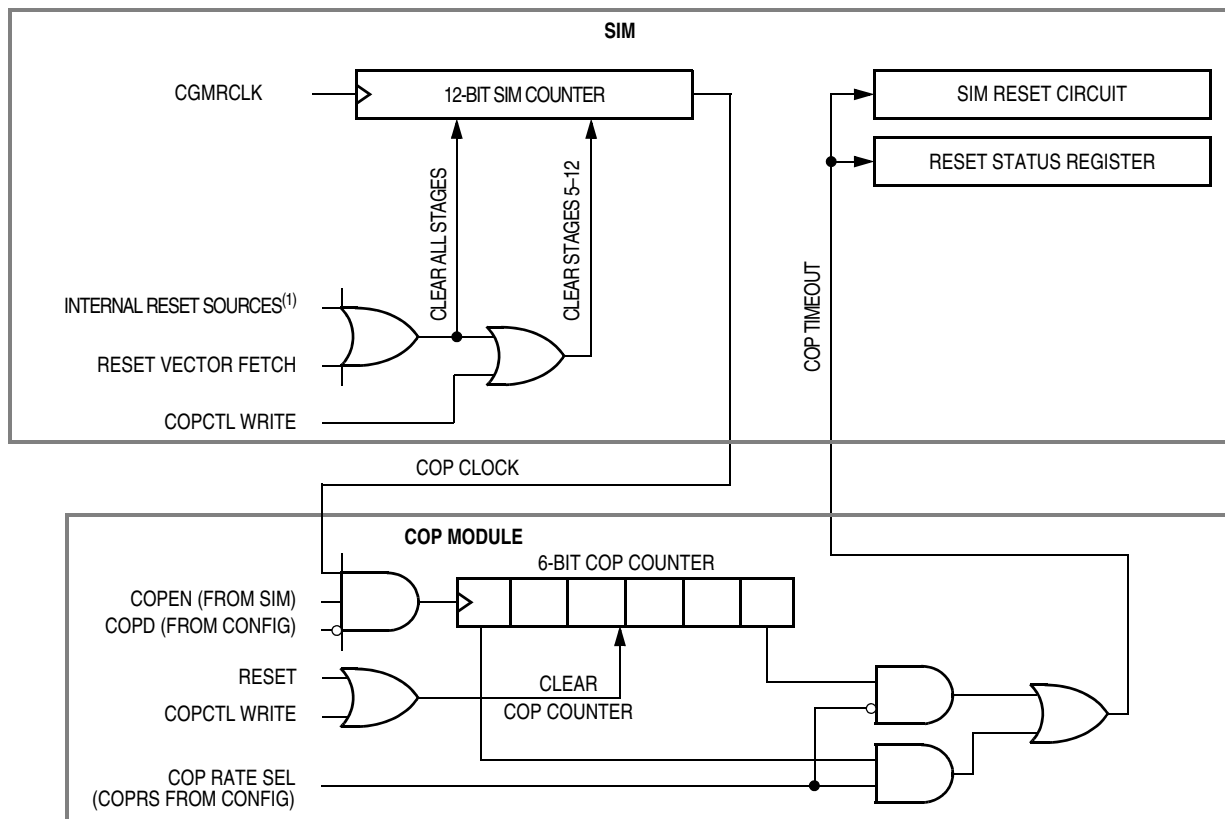 SIM
CGMRCLK
12-BIT SIM COUNTER
SIM RESET CIRCUIT
RESET STATUS REGISTER
CLEAR ALL STAGES
CLEAR STAGES 5–12
COP TIMEOUT
INTERNAL RESET SOURCES(1)
RESET VECTOR FETCH
COPCTL WRITE
COP CLOCK
COP MODULE
6-BIT COP COUNTER
COPEN (FROM SIM)
COPD (FROM CONFIG)
RESET
COPCTL WRITE
CLEAR
COP COUNTER
COP RATE SEL
(COPRS FROM CONFIG)